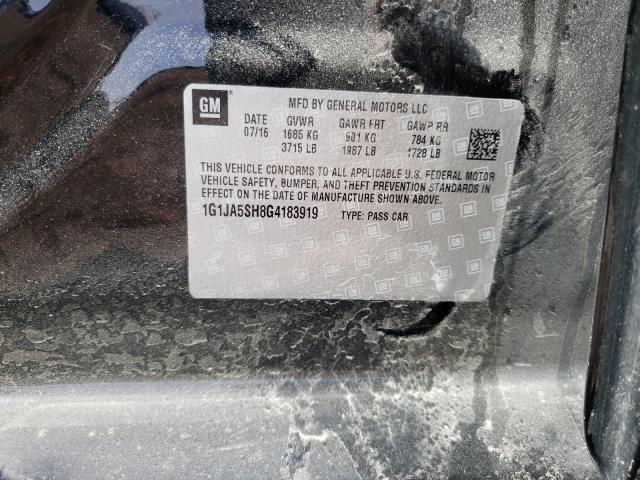 GM
MFD BY GENERAL MOTORS LLC
DATE GVWR GAWR FRT GAWR RR
07/16 1685 KG 901 KG 784 KG
3715 LB 1987 LB 1728 LB
THIS VEHICLE CONFORMS TO ALL APPLICABLE U.S. FEDERAL MOTOR
VEHICLE SAFETY, BUMPER, AND THEFT PREVENTION STANDARDS IN
EFFECT ON THE DATE OF MANUFACTURE SHOWN ABOVE.
1G1JA5SH8G4183919 TYPE: PASS CAR